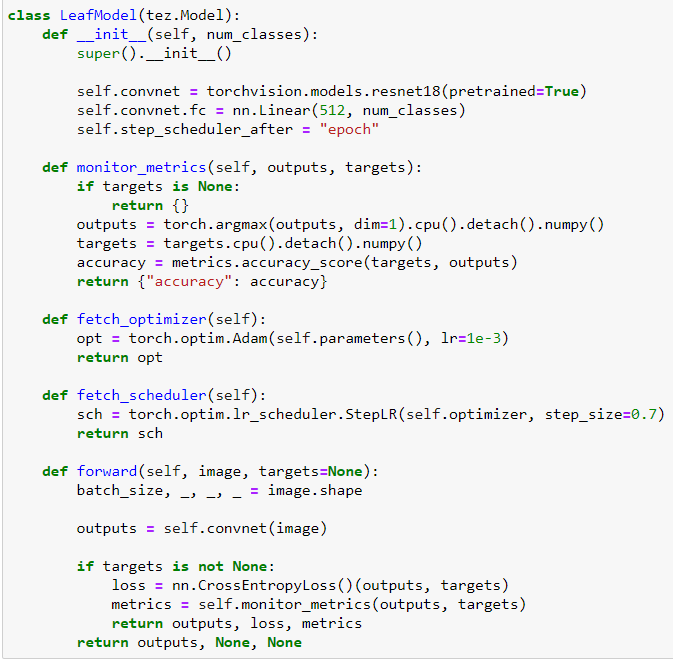 class LeafModel(tez.Model):
    def __init__(self, num_classes):
        super().__init__()
        self.convnet = torchvision.models.resnet18(pretrained=True)
        self.convnet.fc = nn.Linear(512, num_classes)
        self.step_scheduler_after = "epoch"
    def monitor_metrics(self, outputs, targets):
        if targets is None:
            return {}
        outputs = torch.argmax(outputs, dim=1).cpu().detach().numpy()
        targets = targets.cpu().detach().numpy()
        accuracy = metrics.accuracy_score(targets, outputs)
        return {"accuracy": accuracy}
    def fetch_optimizer(self):
        opt = torch.optim.Adam(self.parameters(), lr=1e-3)
        return opt
    def fetch_scheduler(self):
        sch = torch.optim.lr_scheduler.StepLR(self.optimizer, step_size=0.7)
        return sch
    def forward(self, image, targets=None):
        batch_size, _, _, _ = image.shape
        outputs = self.convnet(image)
        if targets is not None:
            loss = nn.CrossEntropyLoss()(outputs, targets)
            metrics = self.monitor_metrics(outputs, targets)
            return outputs, loss, metrics
        return outputs, None, None